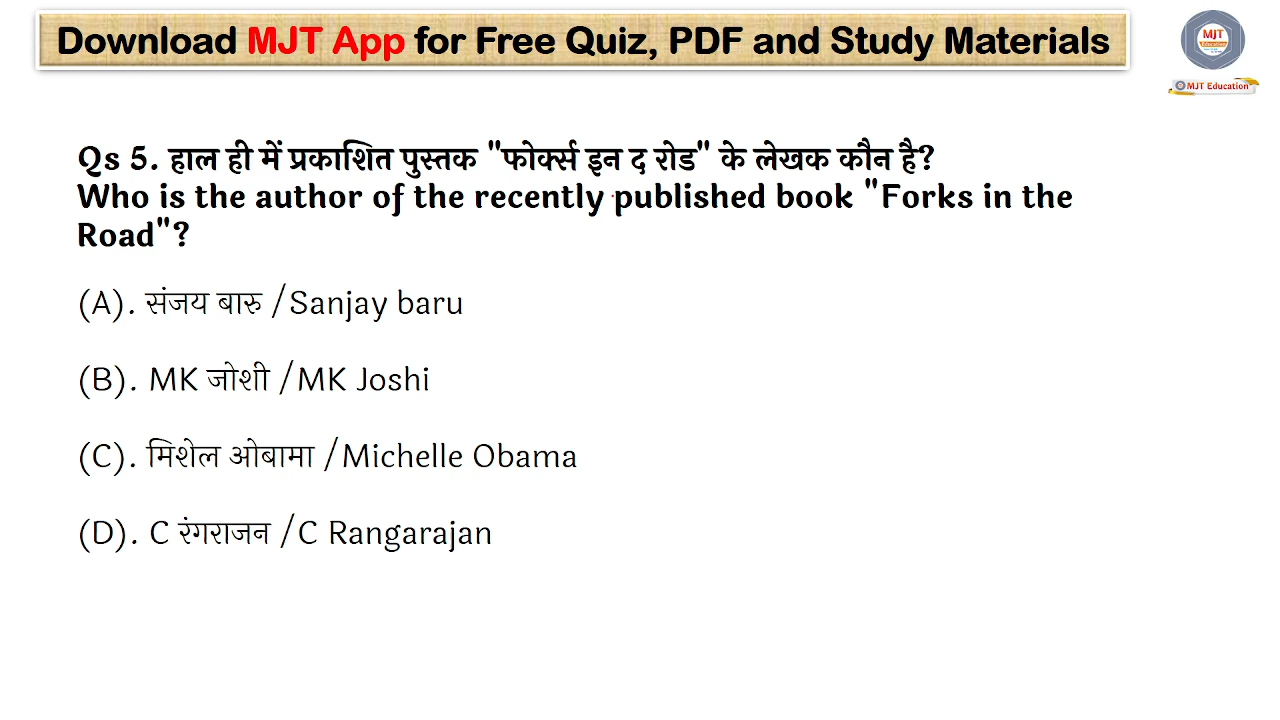 Download MJT App for Free Quiz, PDF and Study Materials
MJT
Education
MJT Education
Qs 5. हाल ही में प्रकाशित पुस्तक "फोर्क्स इन द रोड" के लेखक कौन है?
Who is the author of the recently published book "Forks in the
Road"?
(A). संजय बारु /Sanjay baru
(B). MK जोशी /MK Joshi
(C). मिशेल ओबामा /Michelle Obama
(D). C रंगराजन /C Rangarajan